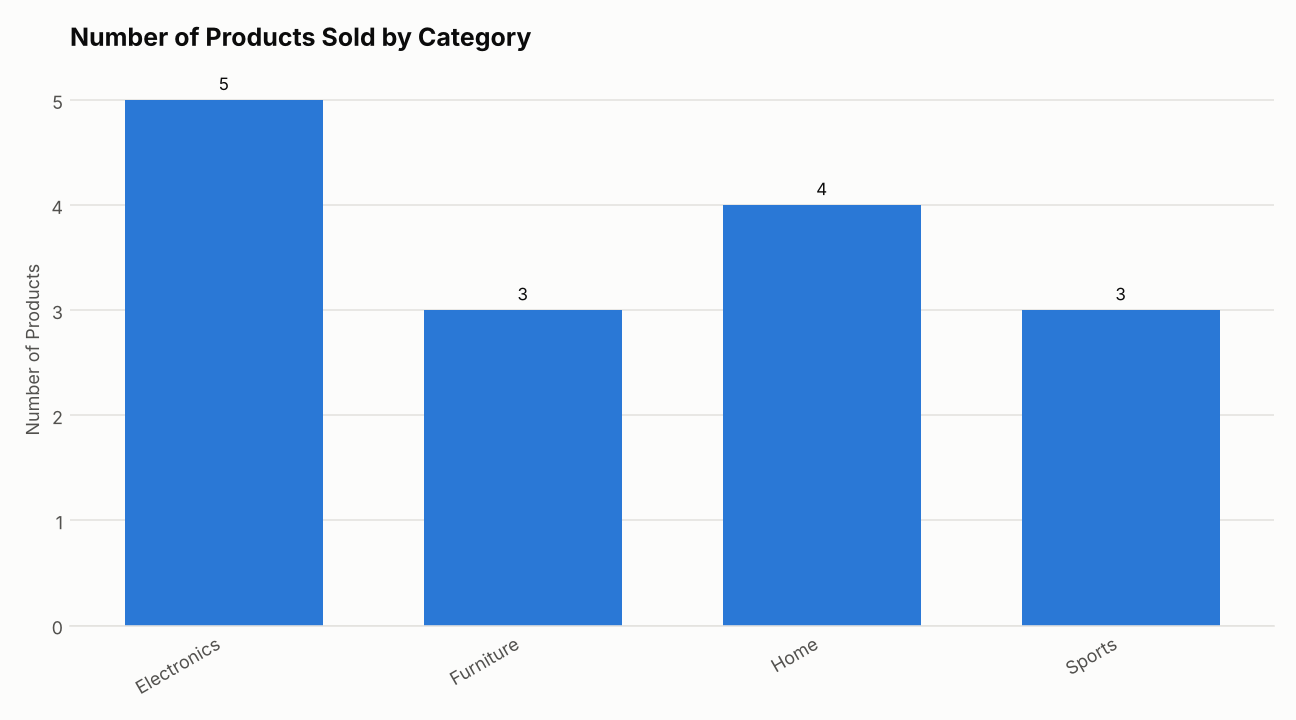 Number of Products Sold by Category
5
4
3
3
5
4
3
2
1
0
Number of Products
Electronics
Furniture
Home
Sports